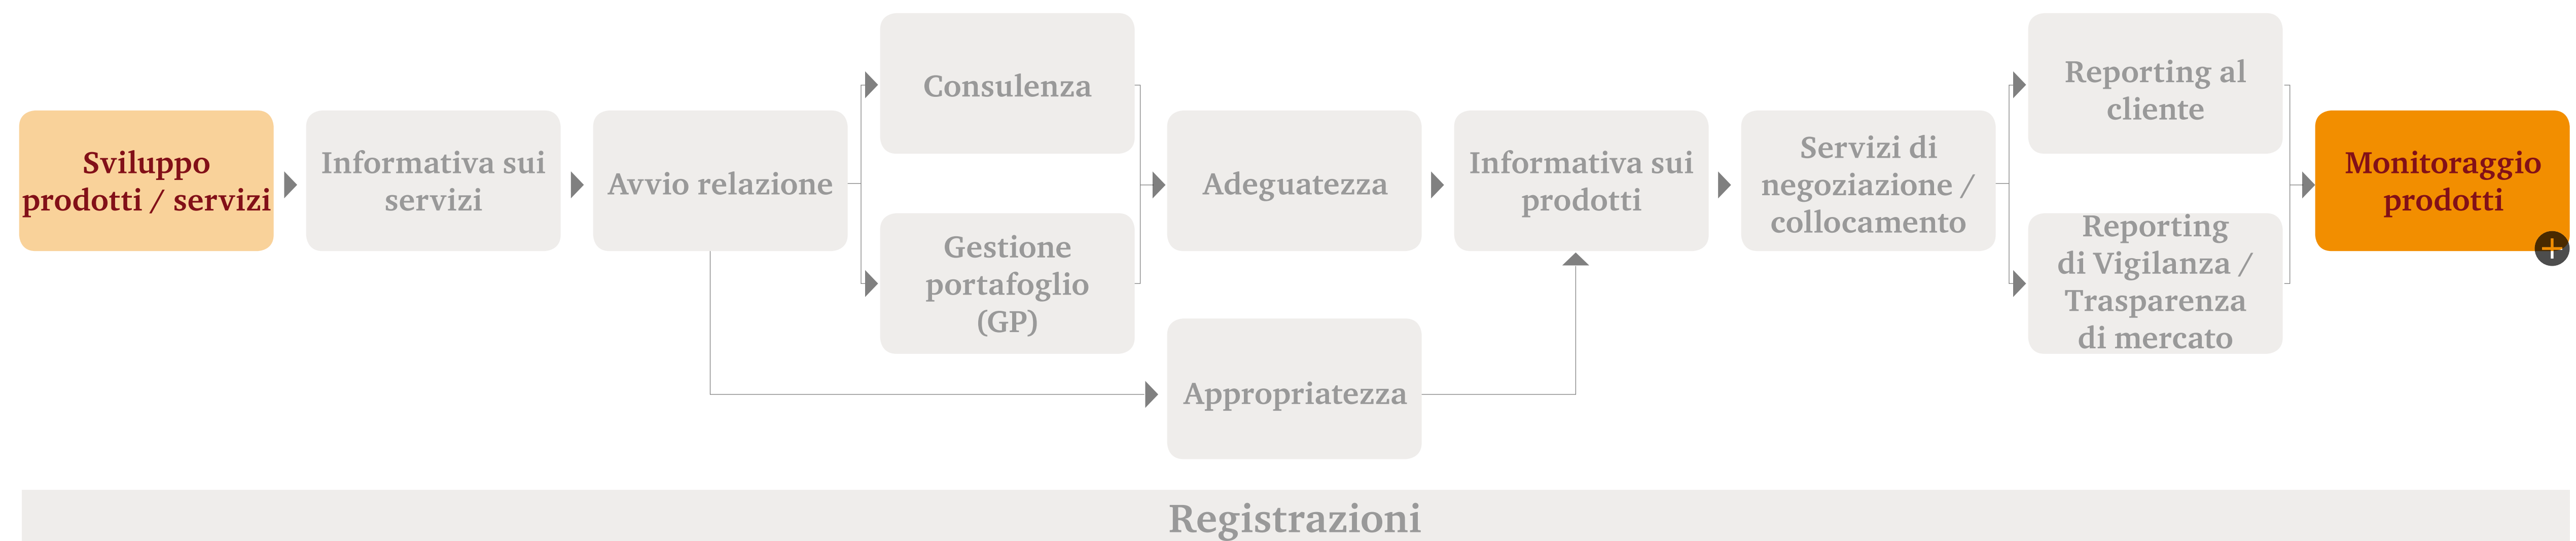 Sviluppo
prodotti / servizi
Informativa sui
servizi
Avvio relazione
Consulenza
Gestione
portafoglio
(GP)
Adeguatezza
Appropriatezza
Informativa sui
prodotti
Servizi di
negoziazione /
collocamento
Reporting al
cliente
Reporting
di Vigilanza /
Trasparenza
di mercato
Monitoraggio
prodotti
Registrazioni